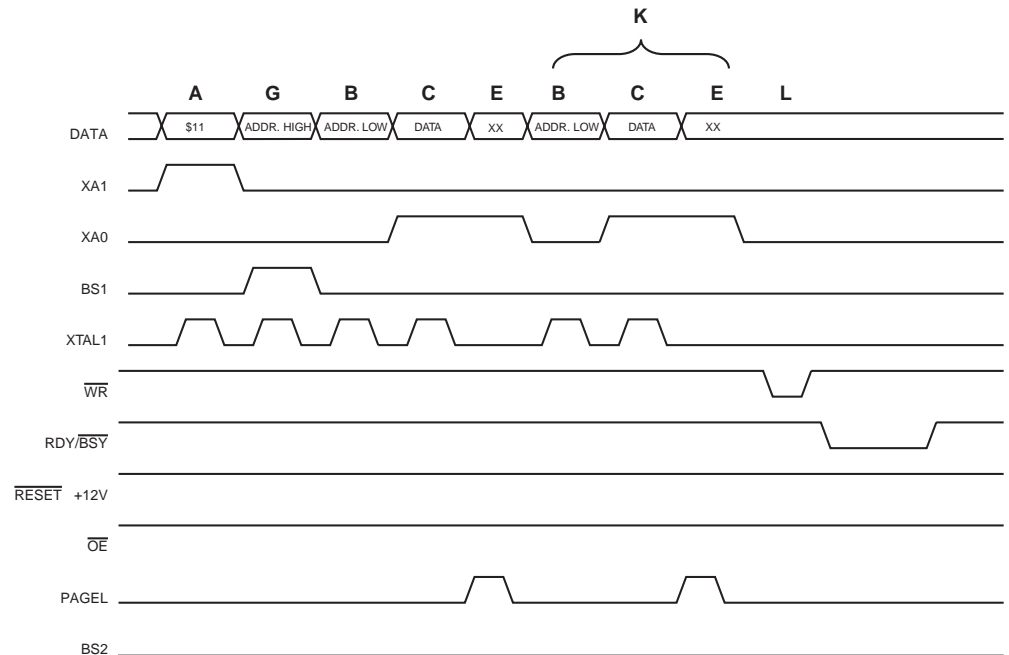 K
A G B C E B C E L
DATA $11 ADDR. HIGH ADDR. LOW DATA XX ADDR. LOW DATA XX
XA1
XA0
BS1
XTAL1
WR
RDY/BSY
RESET +12V
OE
PAGEL
BS2